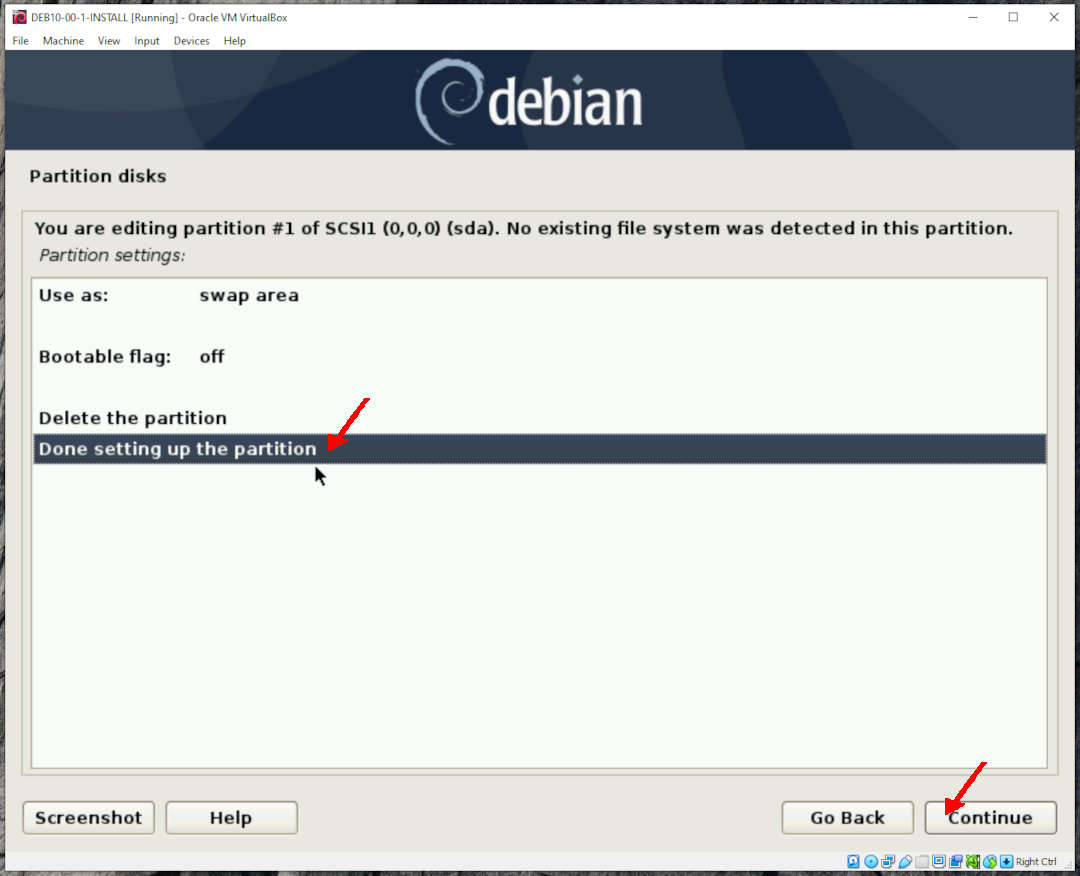 DEB10-00-1-INSTALL [Running] - Oracle VM VirtualBox
File Machine View Input Devices Help
debian
Partition disks
You are editing partition #1 of SCSI1 (0,0,0) (sda). No existing file system was detected in this partition.
Partition settings:
Use as: swap area
Bootable flag: off
Delete the partition
Done setting up the partition
Screenshot Help Go Back Continue
Right Ctrl